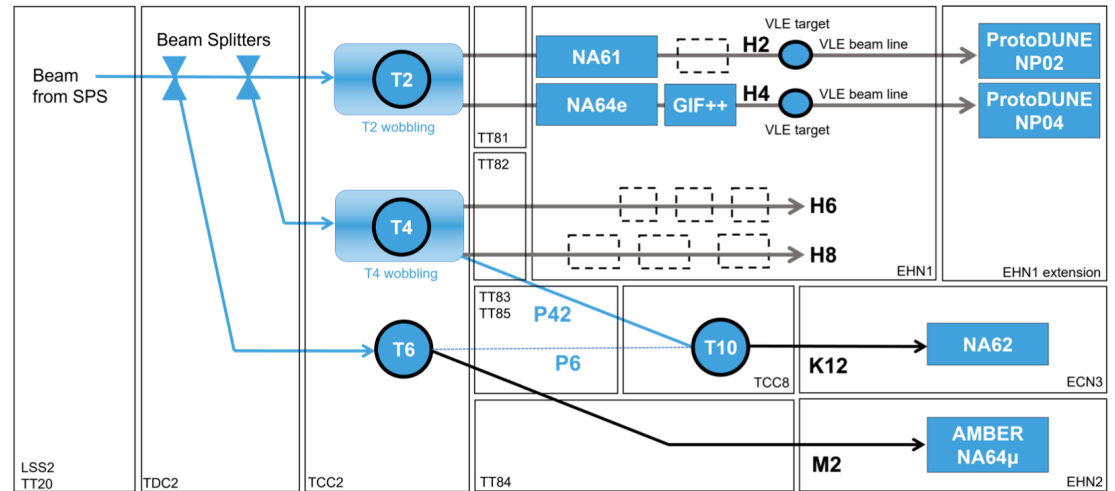 Beam
from SPS
Beam Splitters
LSS2
TT20
TDC2
T2
T2 wobbling
T4
T4 wobbling
T6
TCC2
TT81
TT82
NA61
H2
VLE target
VLE beam line
NA64e
GIF++
H4
VLE beam line
VLE target
H6
H8
EHN1
ProtoDUNE
NP02
ProtoDUNE
NP04
EHN1 extension
TT83
TT85
P42
P6
T10
TCC8
K12
NA62
ECN3
TT84
M2
AMBER
NA64μ
EHN2